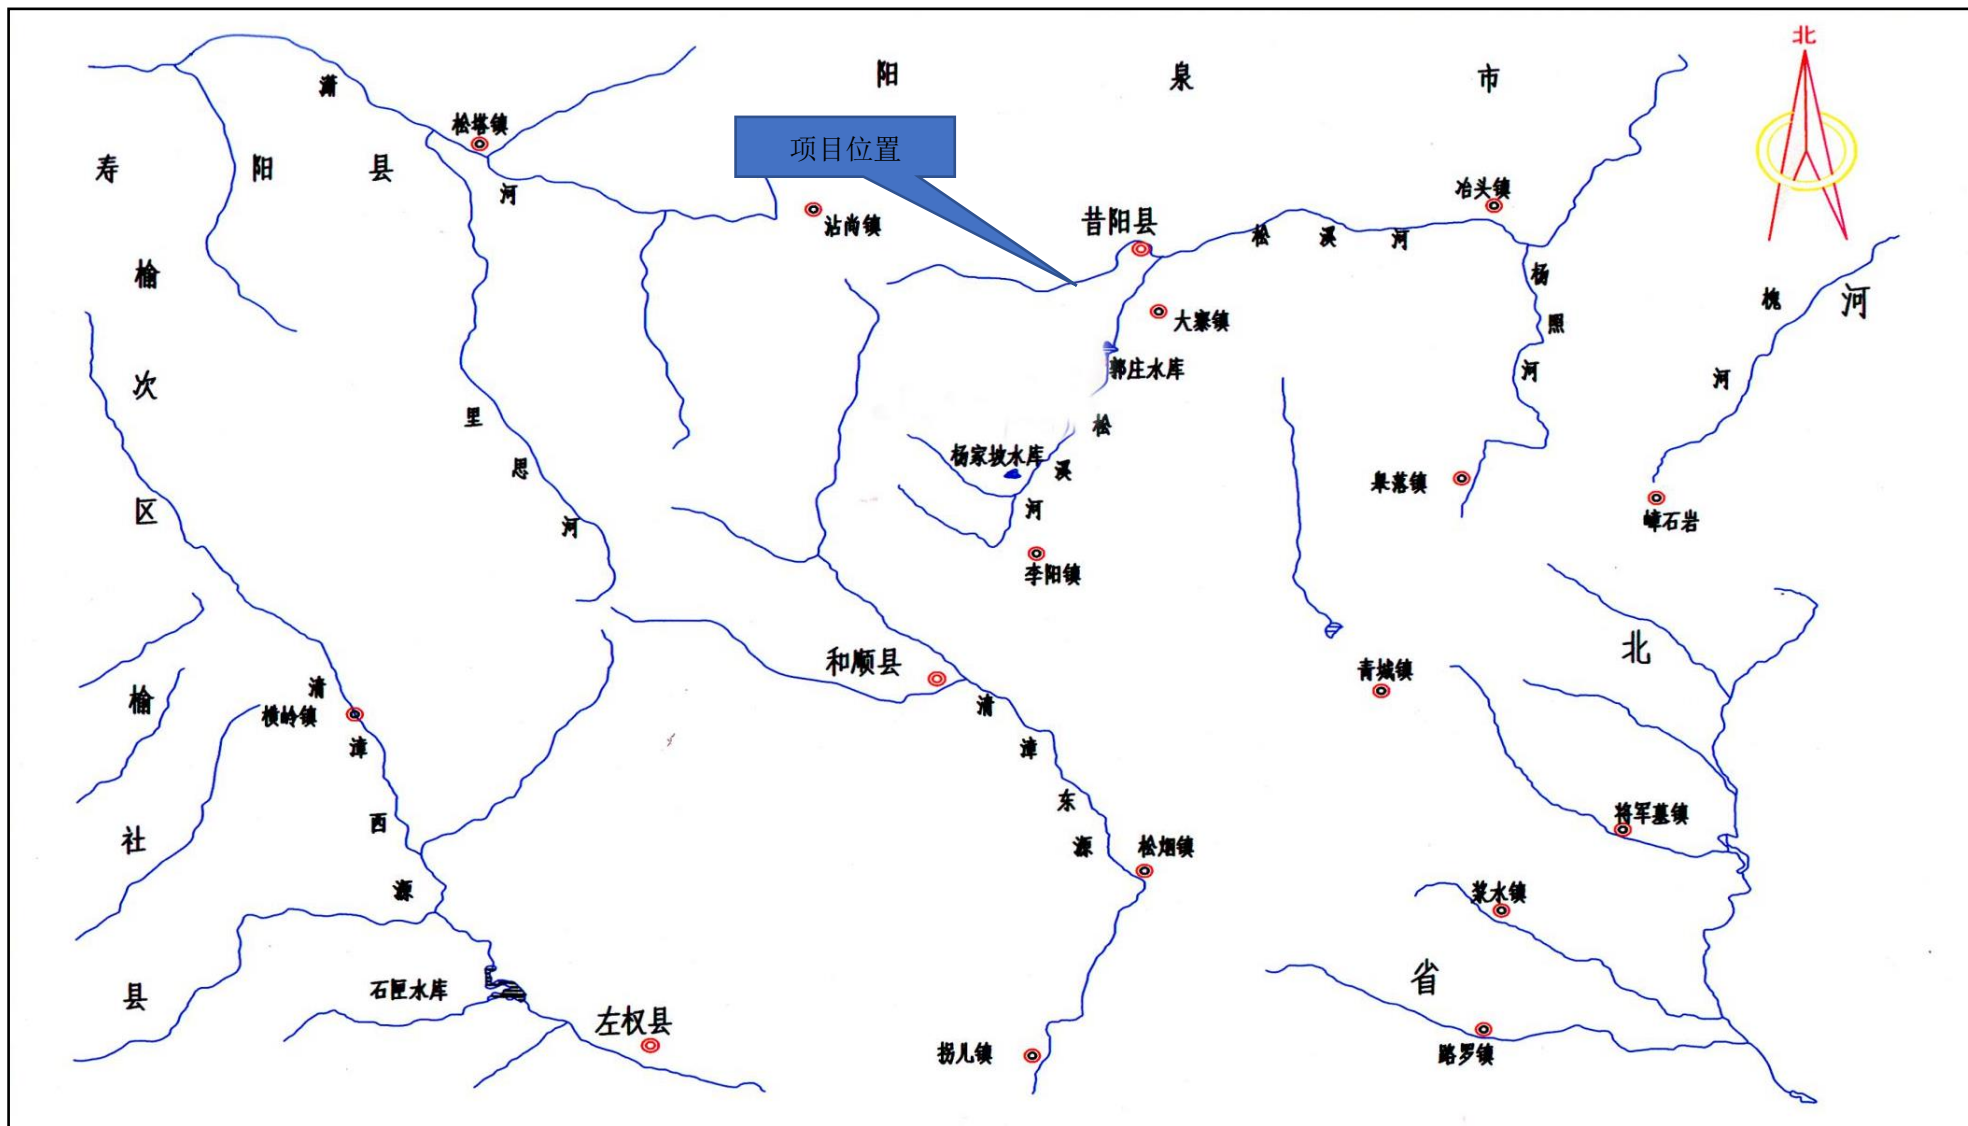 北
阳 泉 市
潇
松塔镇
项目位置
寿 阳 县
河
冶头镇
沾尚镇
昔阳县
松 溪 河
榆
杨
槐
河
大寨镇
照
郭庄水库
河
河
次
里
松
杨家坡水库
溪
思
皋落镇
区
河
河
嶂石岩
李阳镇
和顺县
北
青城镇
清
榆
横岭镇
清
漳
漳
东
将军墓镇
西
源
松烟镇
社
源
浆水镇
省
石匣水库
县
左权县
拐儿镇
路罗镇